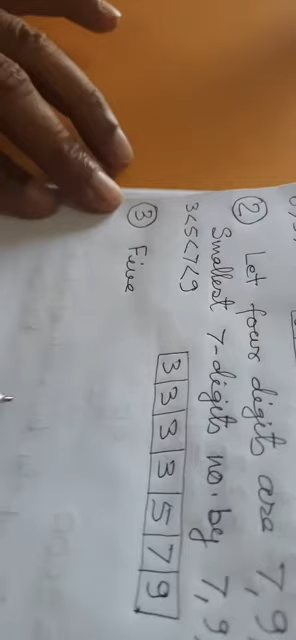 ② Let four digits are 7, 9
Smallest 7-digits no. by 7, 9
3<5<7<9
3 3 3 3 5 7 9
③ Five